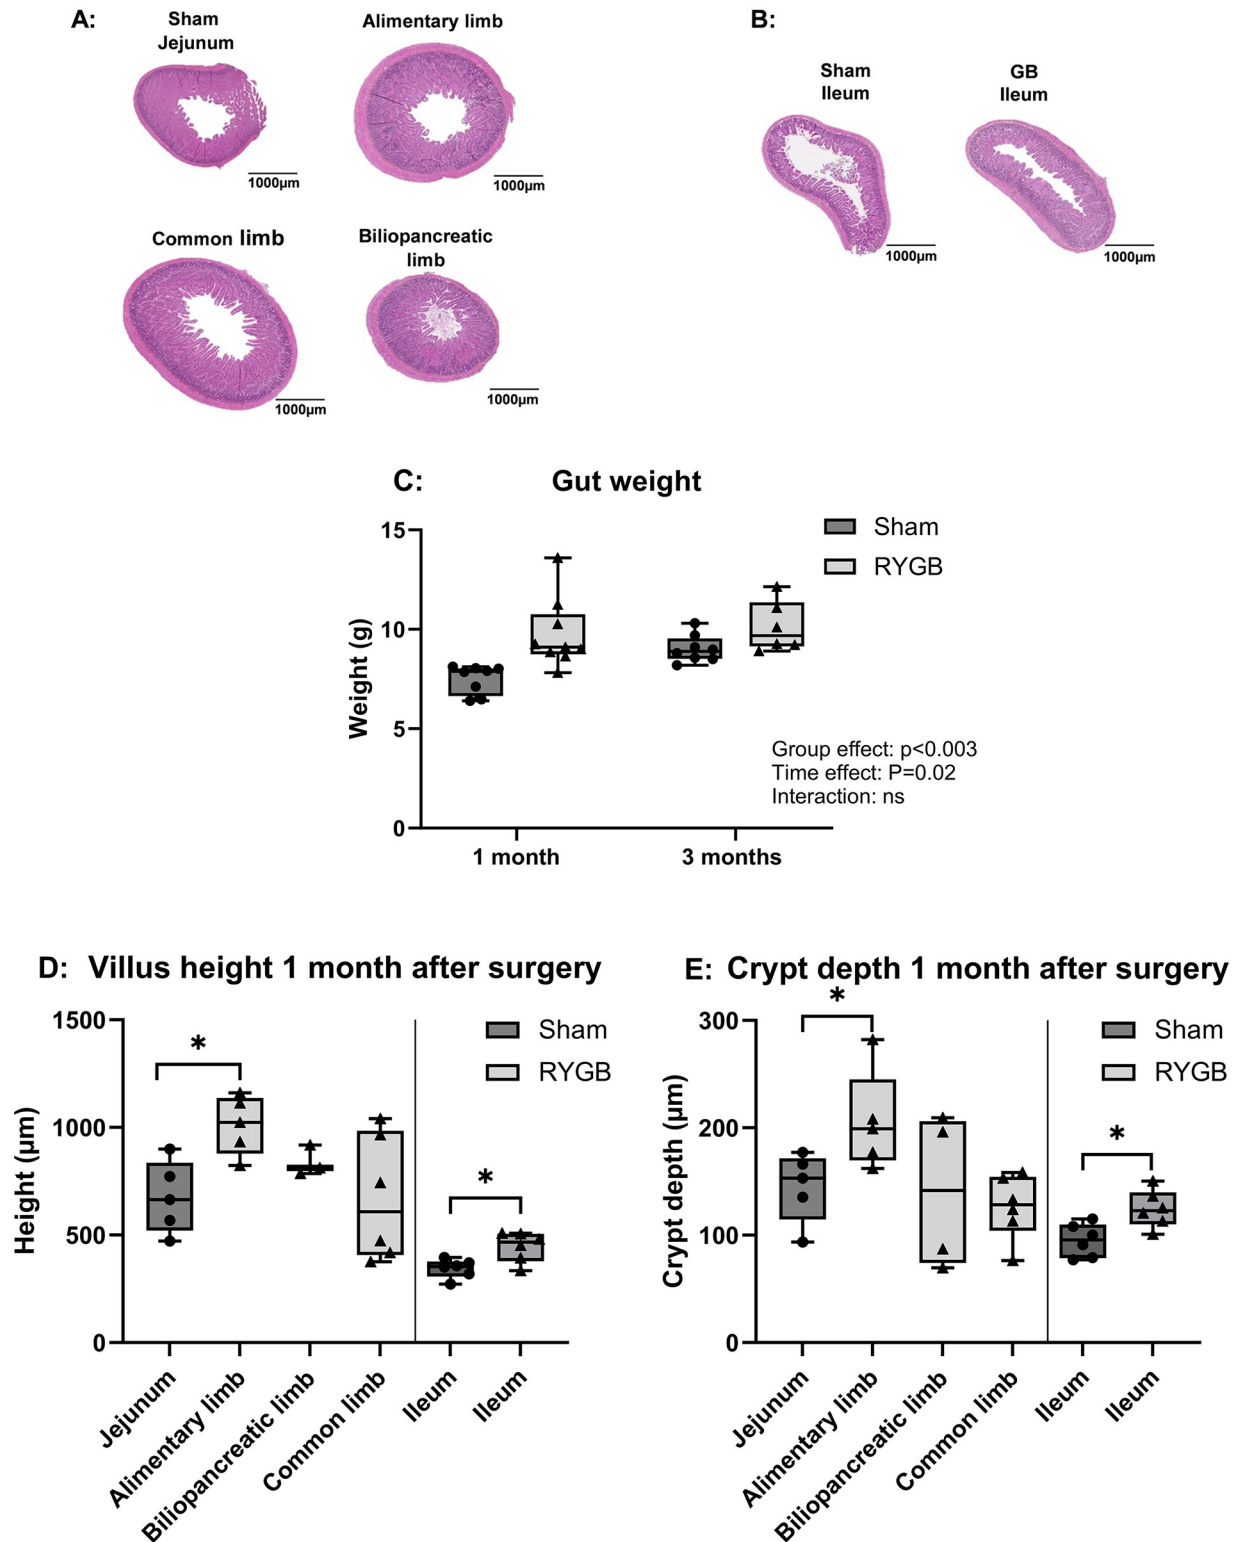 A:
Sham
Jejunum
Alimentary limb
1000µm
1000µm
Common limb
Biliopancreatic
limb
1000µm
1000µm
B:
Sham
Ileum
GB
Ileum
1000µm
1000µm
C: Gut weight
Sham
RYGB
Weight (g)
15
10
5
0
1 month
3 months
Group effect: p<0.003
Time effect: P=0.02
Interaction: ns
D: Villus height 1 month after surgery
Sham
RYGB
Height (µm)
1500
1000
500
0
*
*
Jejunum
Alimentary limb
Biliopancreatic limb
Common limb
Ileum
Ileum
E: Crypt depth 1 month after surgery
Sham
RYGB
Crypt depth (µm)
300
200
100
0
*
*
Jejunum
Alimentary limb
Biliopancreatic limb
Common limb
Ileum
Ileum